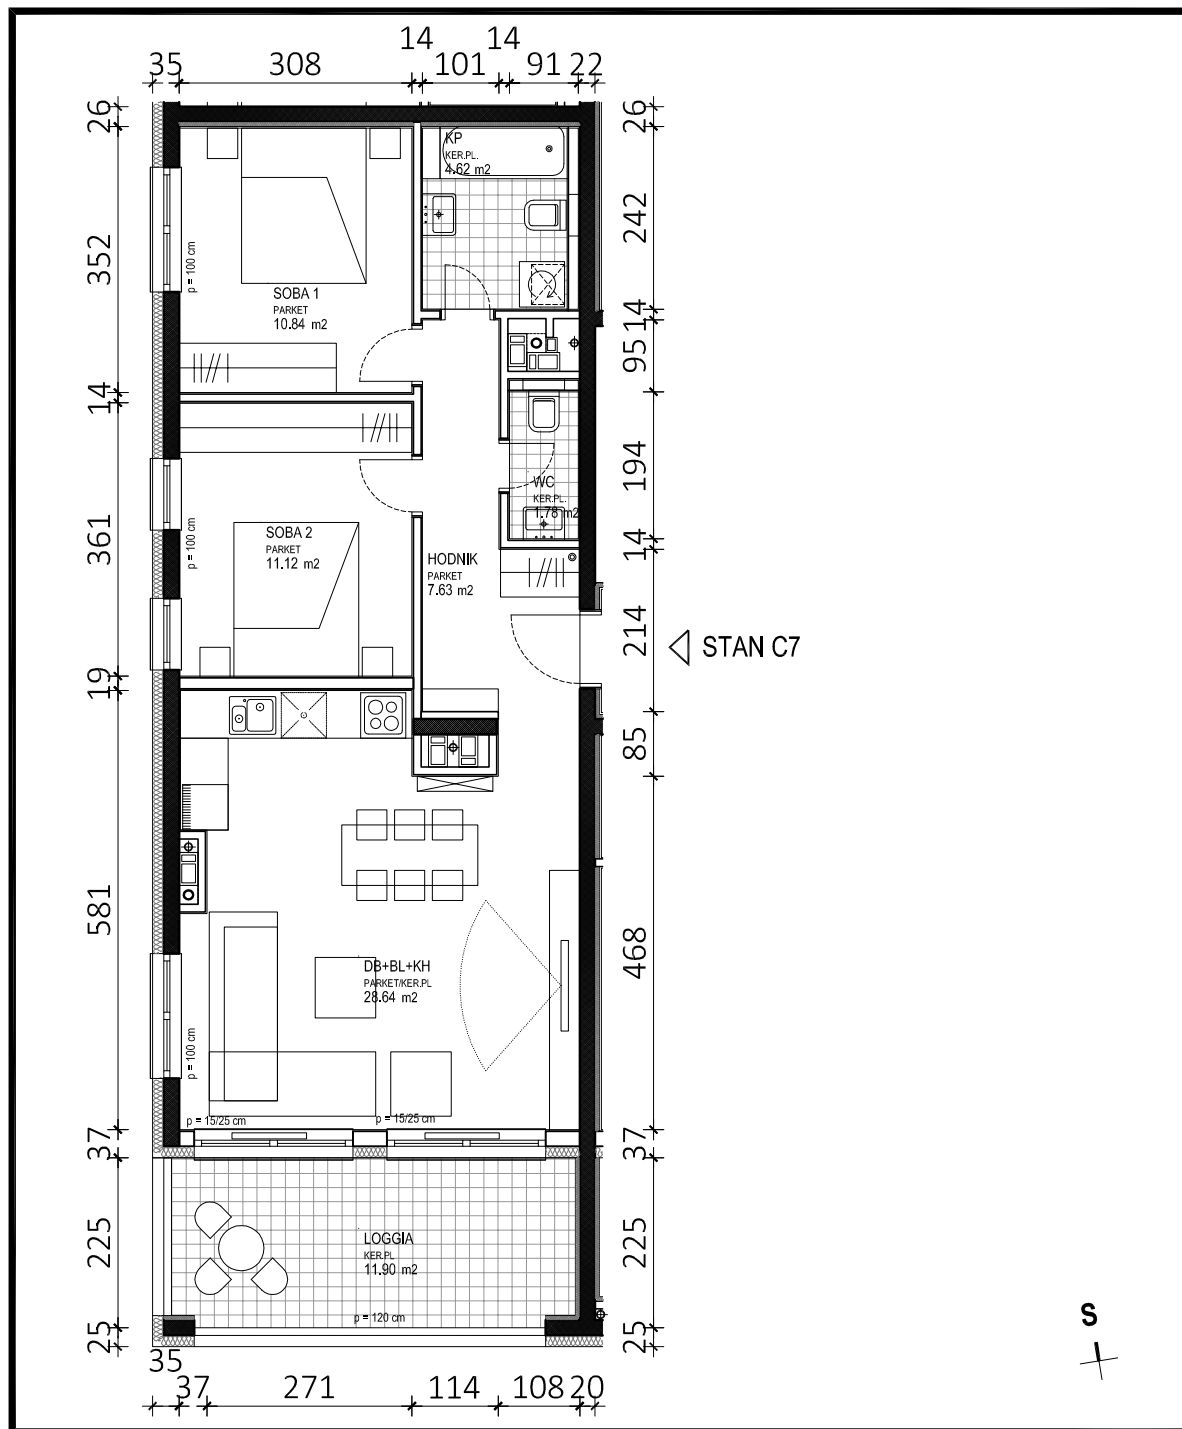 14
14
35
308
101
91
22
26
352
14
361
19
581
37
225
25
26
242
14
95
194
14
214
85
468
37
225
25
KP
KER.PL.
4.62 m2
p = 100 cm
SOBA 1
PARKET
10.84 m2
WC
KER.PL.
1.78 m2
p = 100 cm
SOBA 2
PARKET
11.12 m2
HODNIK
PARKET
7.63 m2
STAN C7
DB+BL+KH
PARKET/KER.PL
28.64 m2
p = 100 cm
p = 15/25 cm
p = 15/25 cm
LOGGIA
KER.PL
11.90 m2
p = 120 cm
S
35
37
271
114
108
20